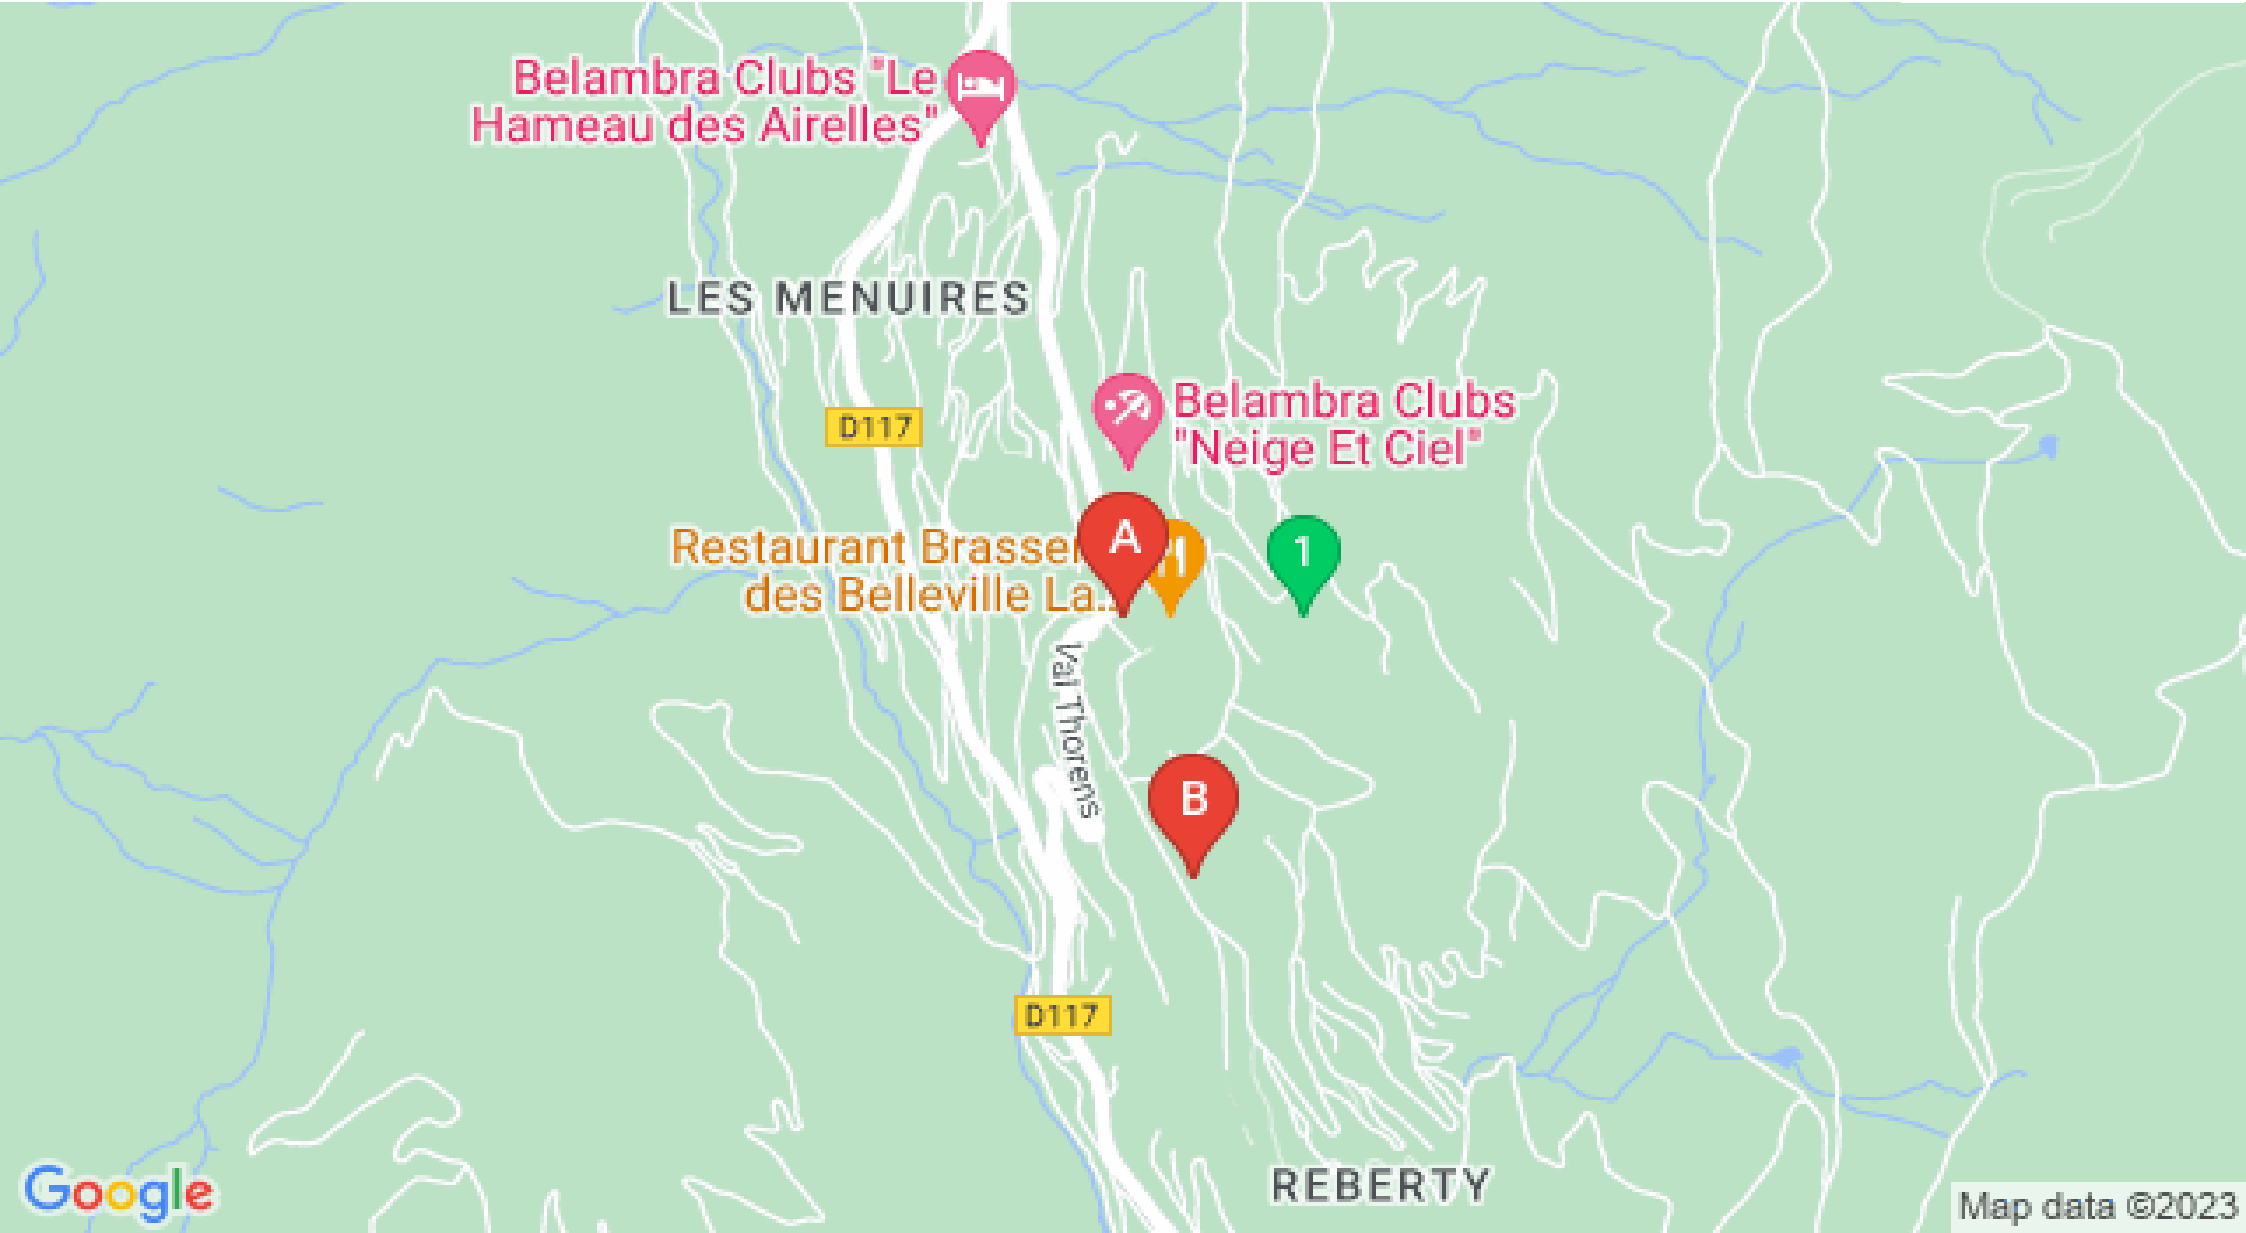 Belambra Clubs "Le
Hameau des Airelles"
LES MENUIRES
D117
Belambra Clubs
"Neige Et Ciel"
Restaurant
des Belleville La...
A
1
Val Thorens
B
D117
REBERTY
Google
Map data ©2023